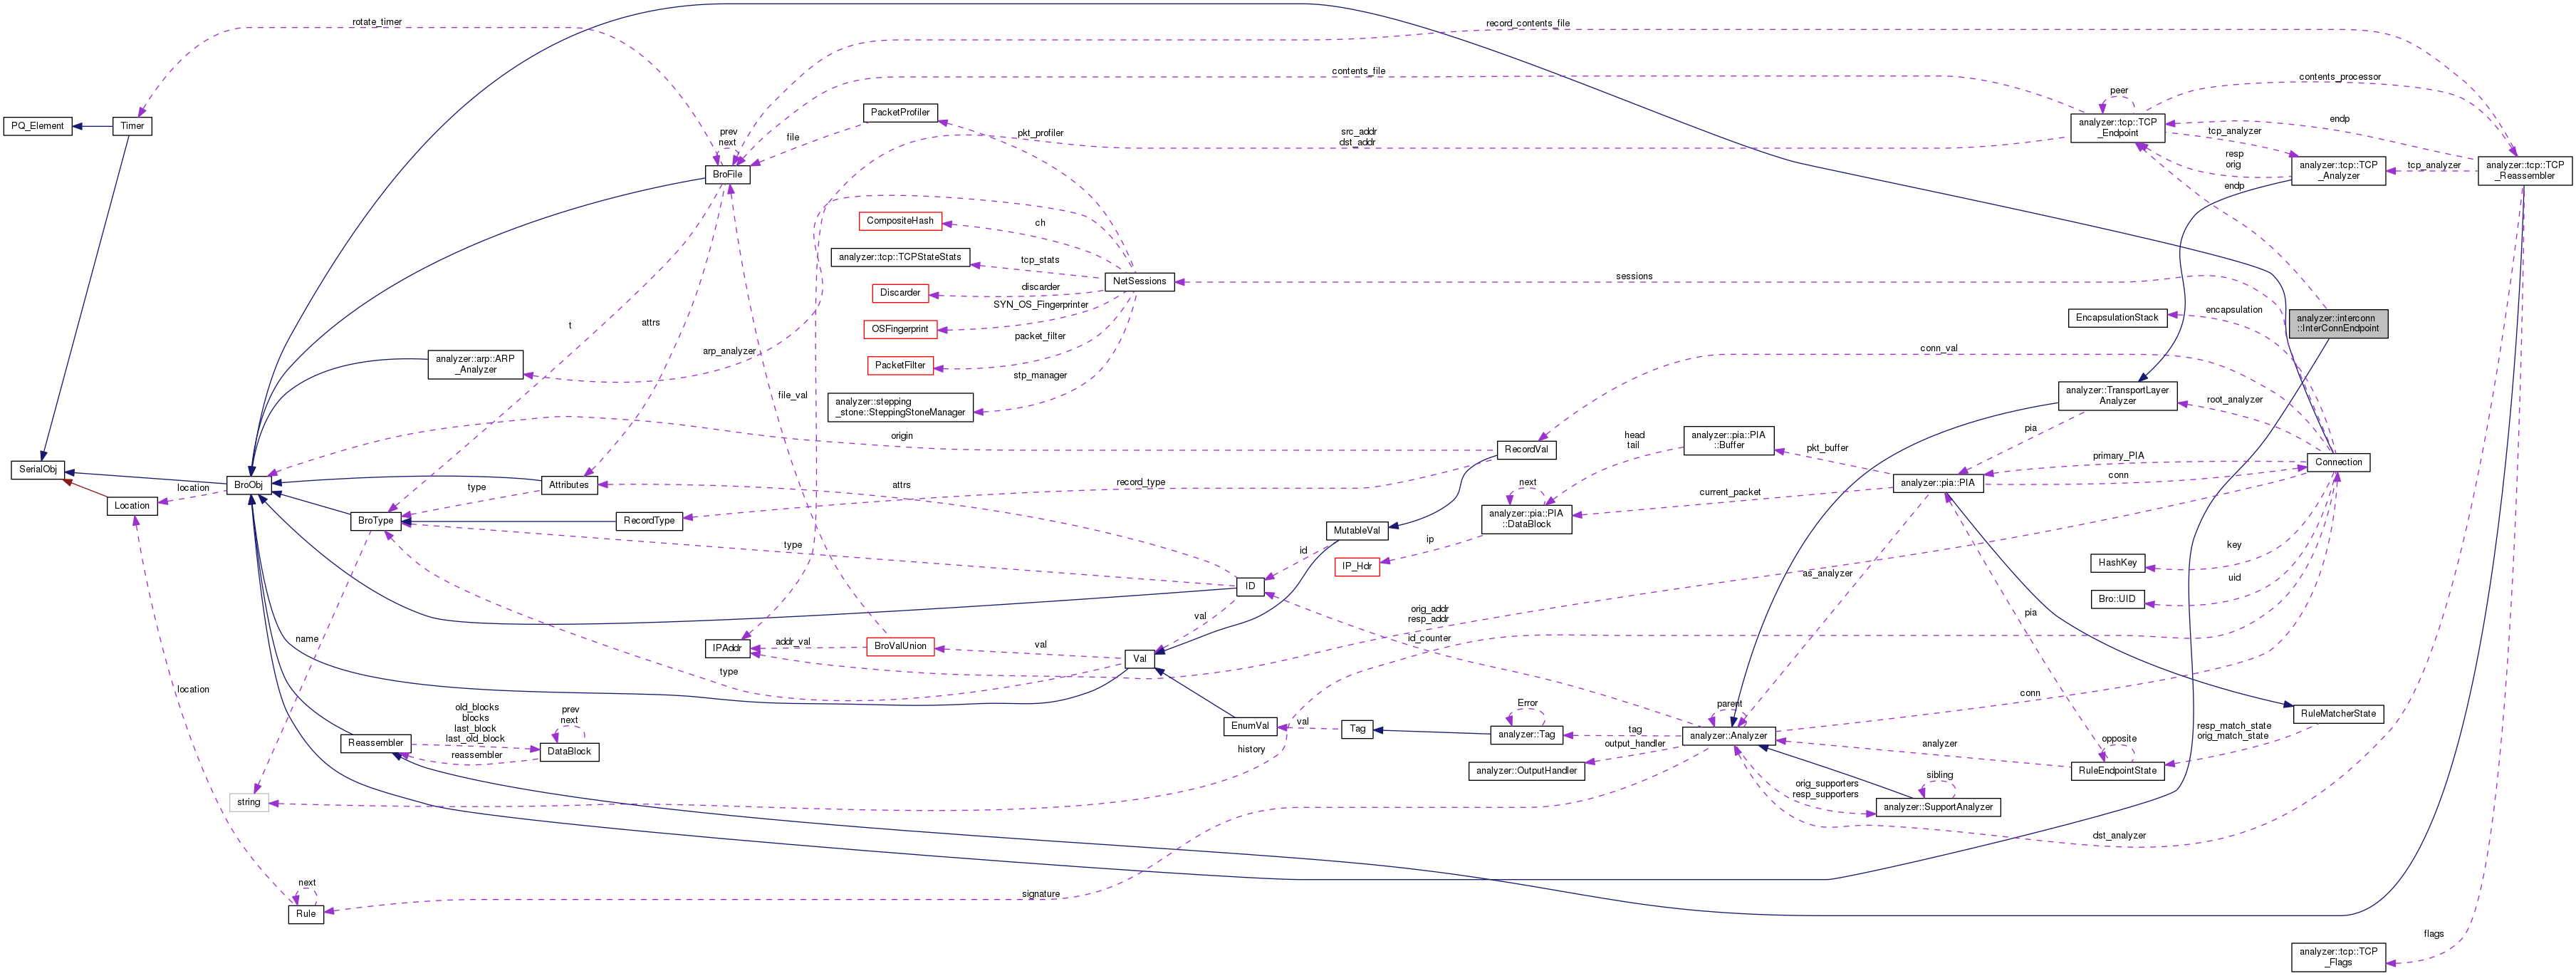 rotate_timer
record_contents_file
contents_file
contents_processor
peer
PQ_Element
Timer
PacketProfiler
file
prev
next
pkt_profiler
src_addr
dst_addr
analyzer::tcp::TCP
_Endpoint
endp
tcp_analyzer
resp
orig
analyzer::tcp::TCP
_Analyzer
tcp_analyzer
analyzer::tcp::TCP
_Reassembler
BroFile
endp
CompositeHash
ch
analyzer::tcp::TCPStateStats
tcp_stats
NetSessions
sessions
Discarder
discarder
SYN_OS_Fingerprinter
OSFingerprint
packet_filter
PacketFilter
stp_manager
analyzer::stepping
_stone::SteppingStoneManager
EncapsulationStack
encapsulation
analyzer::interconn
::InterConnEndpoint
t
attrs
arp_analyzer
analyzer::arp::ARP
_Analyzer
file_val
conn_val
analyzer::TransportLayer
Analyzer
root_analyzer
pia
origin
RecordVal
head
tail
analyzer::pia::PIA
::Buffer
pkt_buffer
primary_PIA
Connection
conn
analyzer::pia::PIA
SerialObj
Location
location
BroObj
Attributes
type
attrs
record_type
next
current_packet
analyzer::pia::PIA
::DataBlock
BroType
RecordType
MutableVal
ip
IP_Hdr
type
id
ID
as_analyzer
key
HashKey
uid
Bro::UID
orig_addr
resp_addr
id_counter
pia
val
name
IPAddr
addr_val
BroValUnion
val
Val
type
location
conn
old_blocks
blocks
last_block
last_old_block
prev
next
Reassembler
reassembler
DataBlock
EnumVal
val
Tag
Error
analyzer::Tag
tag
parent
analyzer::Analyzer
output_handler
analyzer::OutputHandler
RuleMatcherState
resp_match_state
orig_match_state
opposite
analyzer
RuleEndpointState
history
string
orig_supporters
resp_supporters
sibling
analyzer::SupportAnalyzer
dst_analyzer
next
Rule
signature
flags
analyzer::tcp::TCP
_Flags